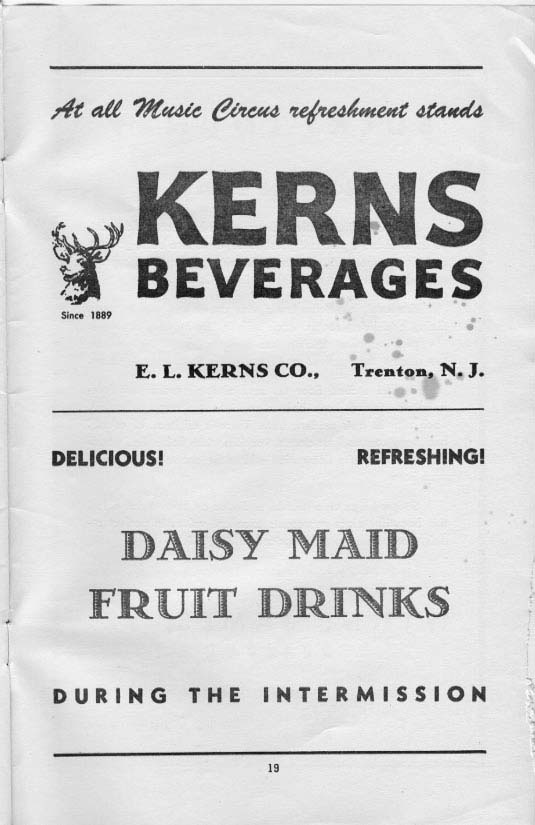 At all Music Circus refreshment stands
KERNS
BEVERAGES
Since 1889
E. L. KERNS CO., Trenton, N. J.
DELICIOUS! REFRESHING!
DAISY MAID
FRUIT DRINKS
DURING THE INTERMISSION
19